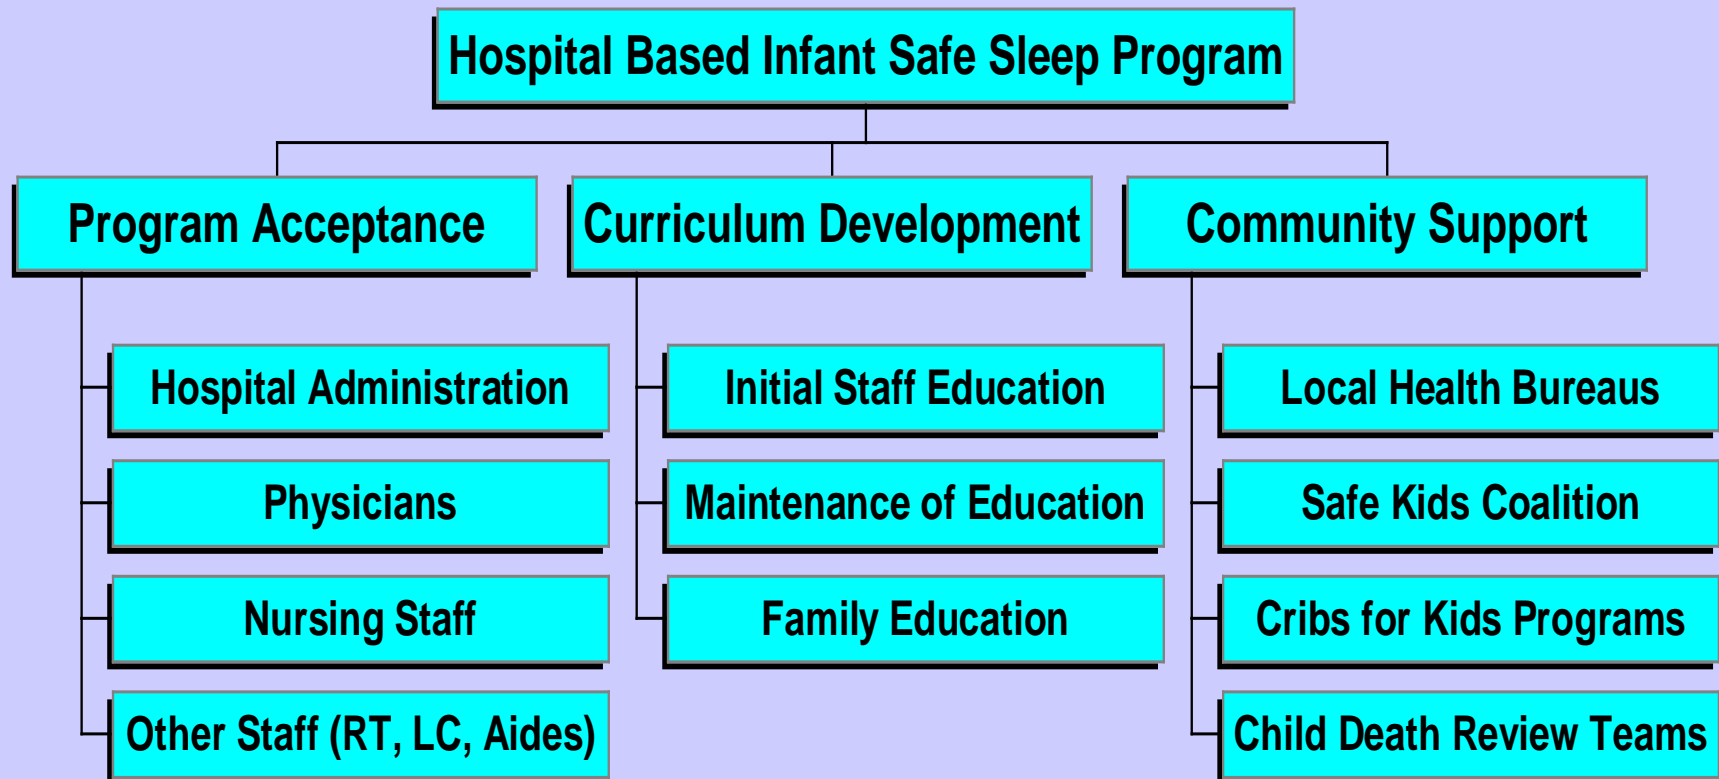 Hospital Based Infant Safe Sleep Program
Program Acceptance
Hospital Administration
Physicians
Nursing Staff
Other Staff (RT, LC, Aides)
Curriculum Development
Initial Staff Education
Maintenance of Education
Family Education
Community Support
Local Health Bureaus
Safe Kids Coalition
Cribs for Kids Programs
Child Death Review Teams